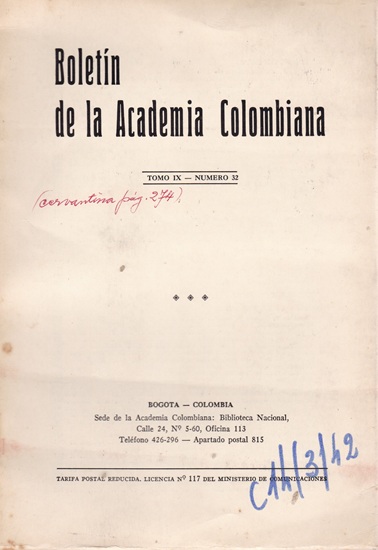 Boletín
de la Academia Colombiana
TOMO IX — NUMERO 32
(cervantina pág. 274).
BOGOTA — COLOMBIA
Sede de la Academia Colombiana: Biblioteca Nacional,
Calle 24, Nº 5-60, Oficina 113
Teléfono 426-296 — Apartado postal 815
TARIFA POSTAL REDUCIDA. LICENCIA Nº 117 DEL MINISTERIO DE COMUNICACIONES
C14/3/42